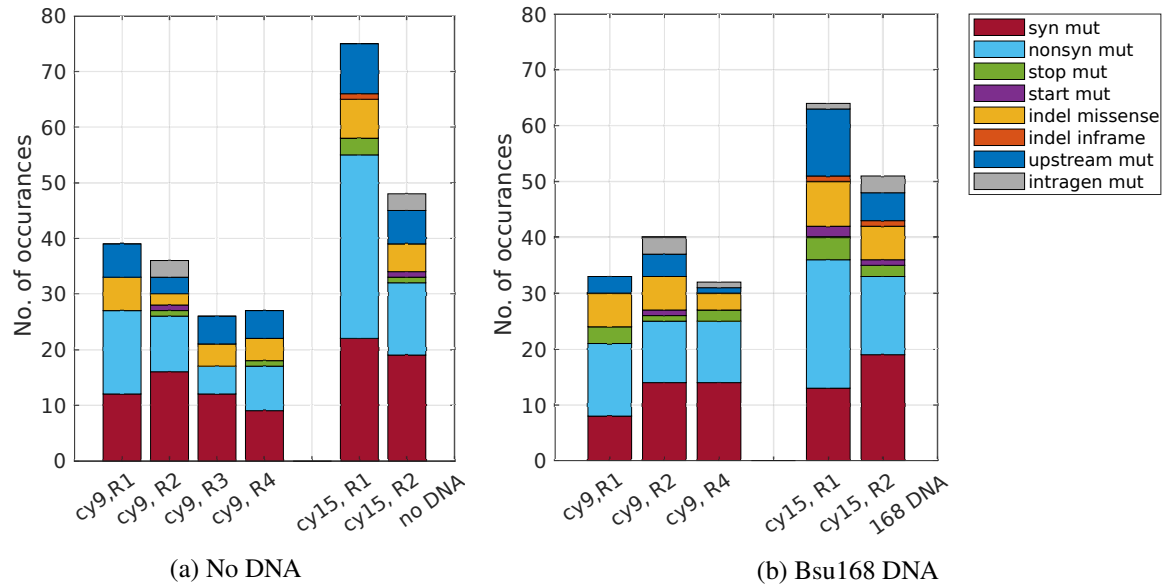 80
70
60
50
40
30
20
10
0
No. of occurances
cy9,R1
cy9, R2
cy9, R3
cy9, R4
cy15, R1
cy15, R2
no DNA
(a) No DNA
80
70
60
50
40
30
20
10
0
No. of occurances
cy9,R1
cy9, R2
cy9, R4
cy15, R1
cy15, R2
168 DNA
(b) Bsu168 DNA
syn mut
nonsyn mut
stop mut
start mut
indel missense
indel inframe
upstream mut
intragen mut